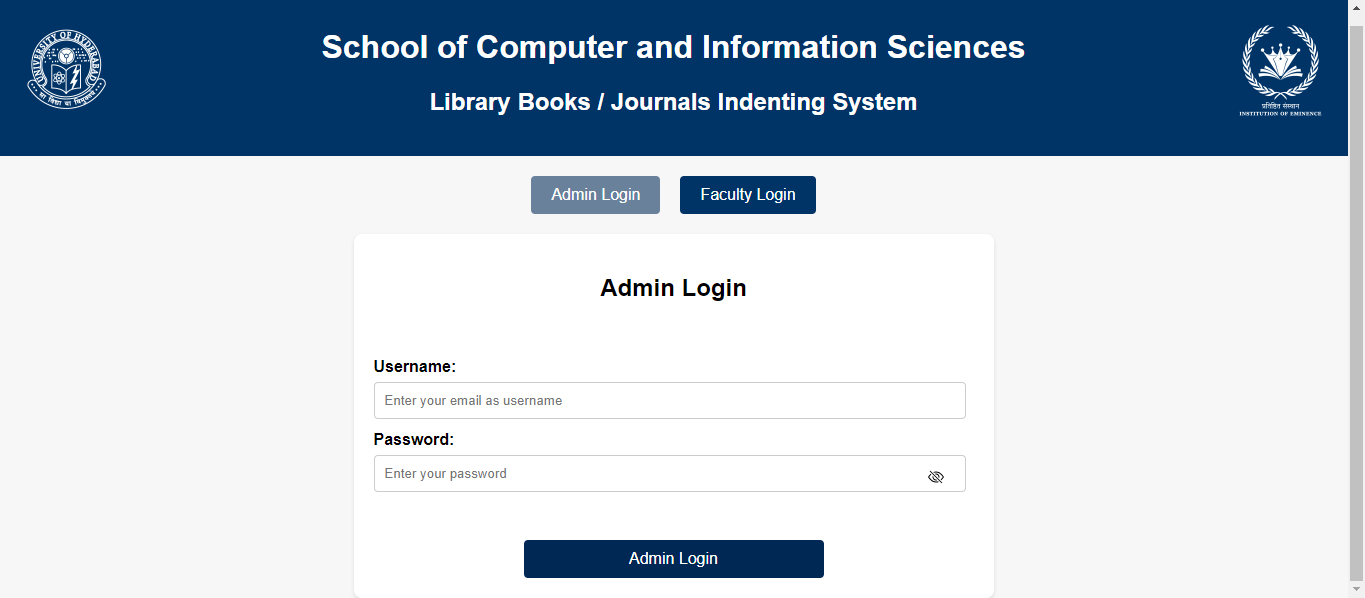 UNIVERSITY OF HYDERABAD
सा विद्या या विमुक्तये
School of Computer and Information Sciences
Library Books / Journals Indenting System
प्रतिष्ठित संस्थान
INSTITUTION OF EMINENCE
Admin Login
Faculty Login
Admin Login
Username:
Enter your email as username
Password:
Enter your password
Admin Login